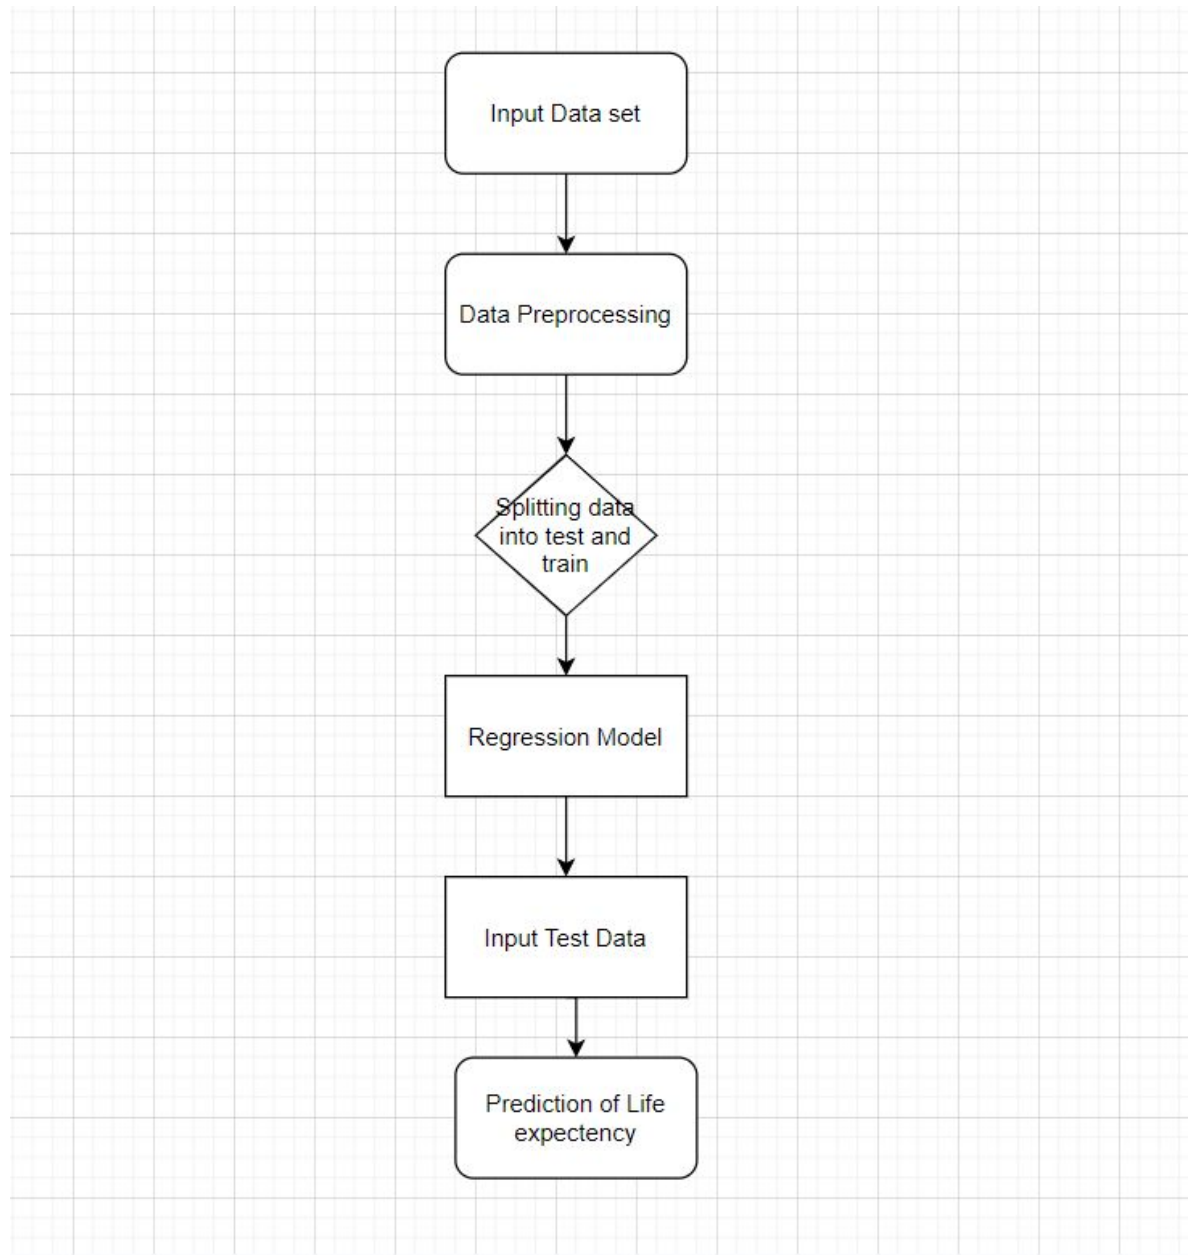 Input Data set
Data Preprocessing
Splitting data
into test and
train
Regression Model
Input Test Data
Prediction of Life
expectency